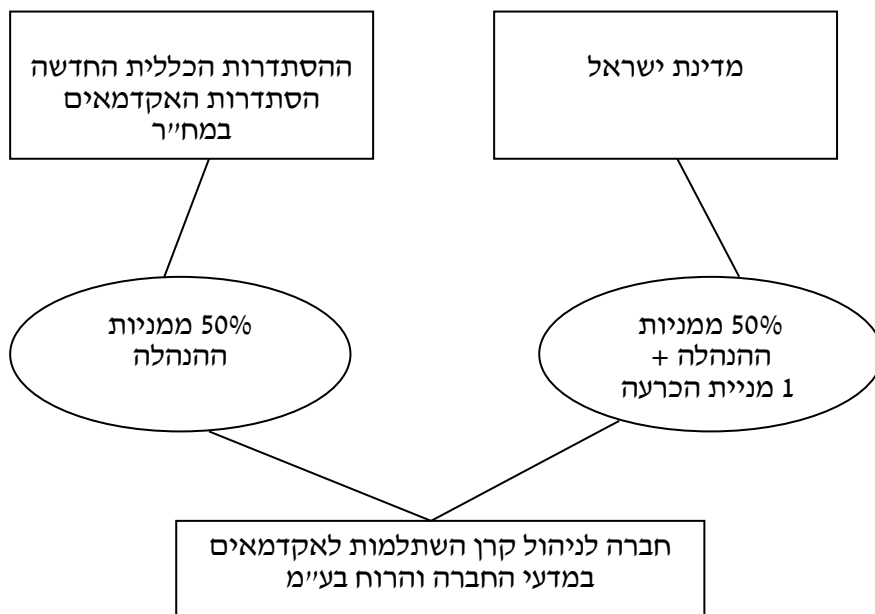 מדינת ישראל
ההסתדרות הכללית החדשה
הסתדרות האקדמאים
במח״ר
50% ממניות
ההנהלה +
1 מניית הכרעה
50% ממניות
ההנהלה
חברה לניהול קרן השתלמות לאקדמאים
במדעי החברה והרוח בע״מ